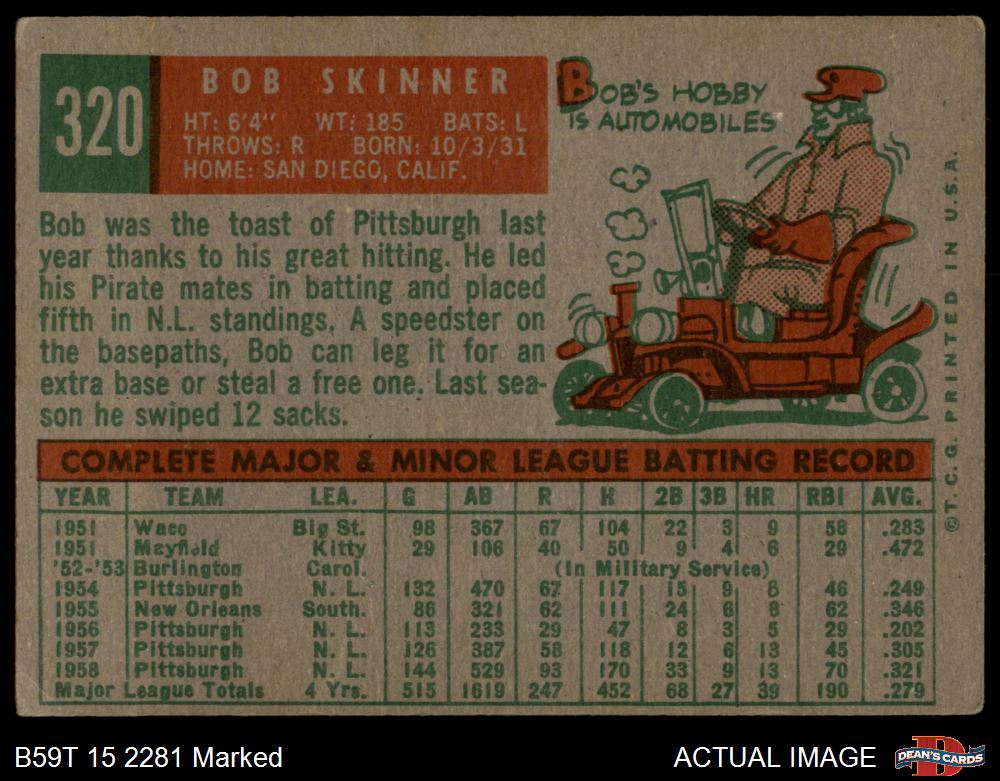 320
BOB SKINNER
HT: 6'4" WT: 185 BATS: L
THROWS: R BORN: 10/3/31
HOME: SAN DIEGO, CALIF.
BOB'S HOBBY
IS AUTOMOBILES
Bob was the toast of Pittsburgh last
year thanks to his great hitting. He led
his Pirate mates in batting and placed
fifth in N.L. standings. A speedster on
the basepaths, Bob can leg it for an
extra base or steal a free one. Last sea-
son he swiped 12 sacks.
©T.C.G. PRINTED IN U.S.A.
COMPLETE MAJOR & MINOR LEAGUE BATTING RECORD
YEAR TEAM LEA. G AB R H 2B 3B HR RBI AVG.
1951 Waco Big St. 98 367 67 104 22 3 9 58 .283
1951 Mayfield Kitty 29 106 40 50 9 4 6 29 .472
'52-'53 Burlington Carol. (In Military Service)
1954 Pittsburgh N. L. 132 470 67 117 15 9 8 46 .249
1955 New Orleans South. 86 321 62 111 24 6 8 62 .346
1956 Pittsburgh N. L. 113 233 29 47 8 3 5 29 .202
1957 Pittsburgh N. L. 126 387 58 118 12 6 13 45 .305
1958 Pittsburgh N. L. 144 529 93 170 33 9 13 70 .321
Major League Totals 4 Yrs. 515 1619 247 452 68 27 39 190 .279
B59T 15 2281 Marked
ACTUAL IMAGE
DEAN'S CARDS